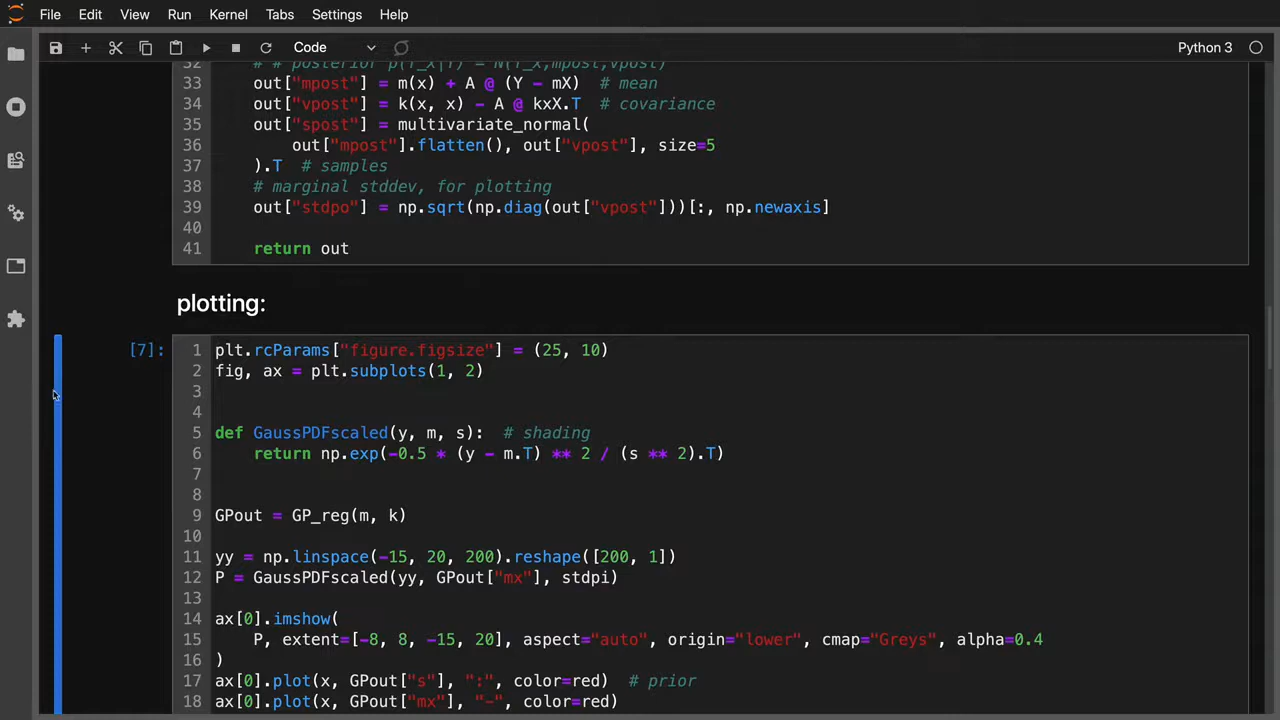 File Edit View Run Kernel Tabs Settings Help
Code Python 3
32 # # posterior p(f_x|Y) = N(f_x;mpost,vpost)
33 out["mpost"] = m(x) + A @ (Y - mX) # mean
34 out["vpost"] = k(x, x) - A @ kxX.T # covariance
35 out["spost"] = multivariate_normal(
36 out["mpost"].flatten(), out["vpost"], size=5
37 ).T # samples
38 # marginal stddev, for plotting
39 out["stdpo"] = np.sqrt(np.diag(out["vpost"]))[:, np.newaxis]
40
41 return out
plotting:
[7]: 1 plt.rcParams["figure.figsize"] = (25, 10)
2 fig, ax = plt.subplots(1, 2)
3
4
5 def GaussPDFscaled(y, m, s): # shading
6 return np.exp(-0.5 * (y - m.T) ** 2 / (s ** 2).T)
7
8
9 GPout = GP_reg(m, k)
10
11 yy = np.linspace(-15, 20, 200).reshape([200, 1])
12 P = GaussPDFscaled(yy, GPout["mx"], stdpi)
13
14 ax[0].imshow(
15 P, extent=[-8, 8, -15, 20], aspect="auto", origin="lower", cmap="Greys", alpha=0.4
16 )
17 ax[0].plot(x, GPout["s"], ":", color=red) # prior
18 ax[0].plot(x, GPout["mx"], "-", color=red)